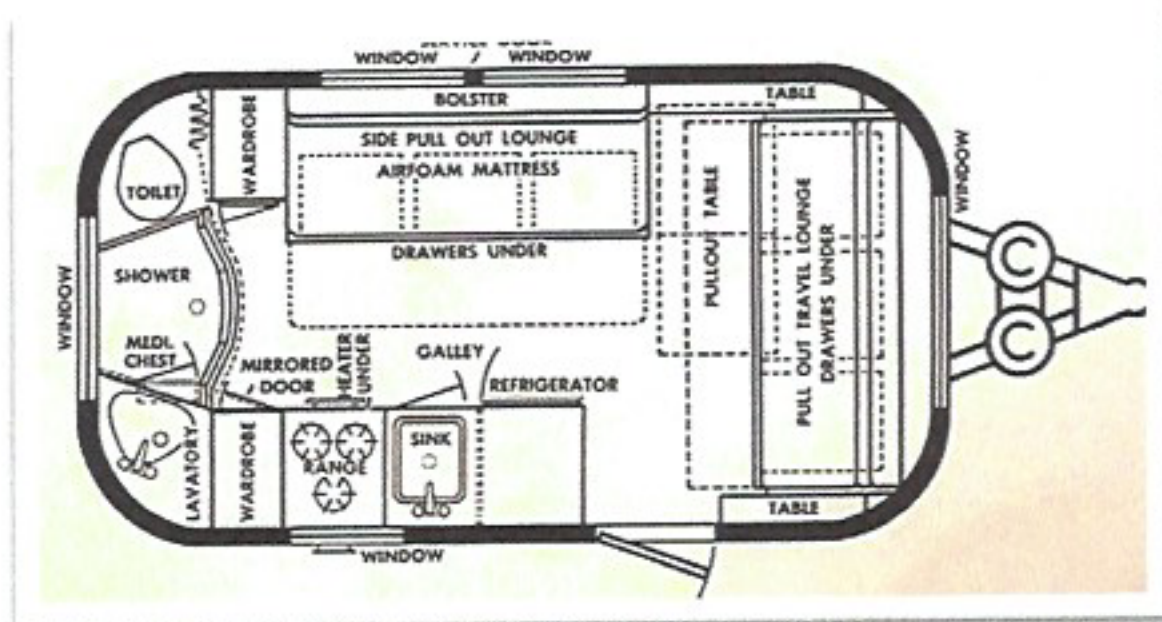 SERVICE DOOR
WINDOW
WINDOW
TABLE
BOLSTER
WARDROBE
SIDE PULL OUT LOUNGE
AIRFOAM MATTRESS
TOILET
WINDOW
PULLOUT TABLE
PULL OUT TRAVEL LOUNGE
DRAWERS UNDER
DRAWERS UNDER
SHOWER
WINDOW
MEDI.
CHEST
MIRRORED
DOOR
HEATER
UNDER
GALLEY
REFRIGERATOR
LAVATORY
WARDROBE
RANGE
SINK
TABLE
WINDOW